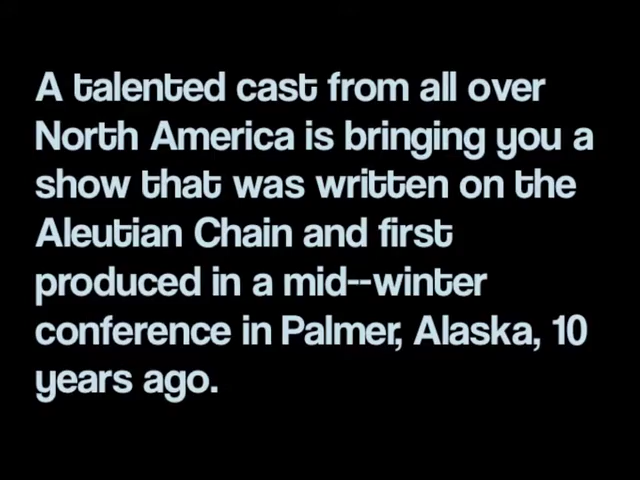 A talented cast from all over
North America is bringing you a
show that was written on the
Aleutian Chain and first
produced in a mid--winter
conference in Palmer, Alaska, 10
years ago.